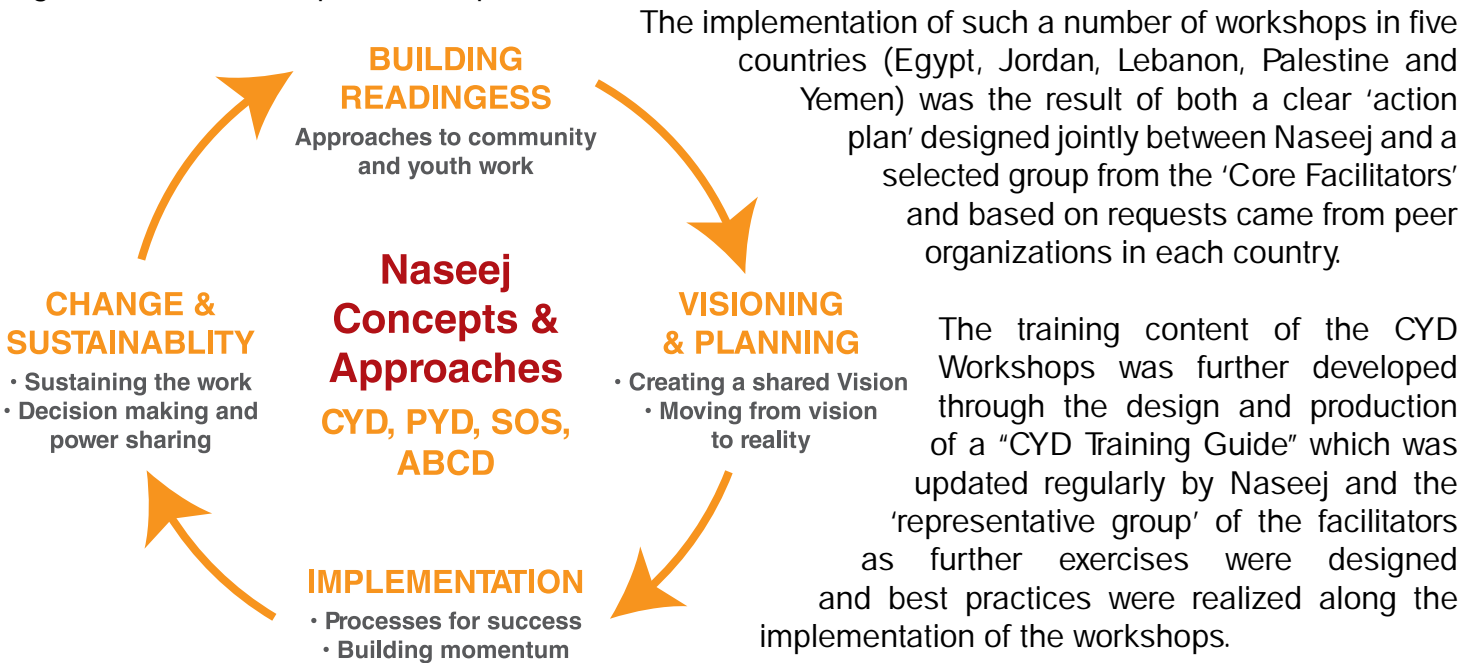 The implementation of such a number of workshops in five
countries (Egypt, Jordan, Lebanon, Palestine and
Yemen) was the result of both a clear ‘action
plan’ designed jointly between Naseej and a
selected group from the ‘Core Facilitators’
and based on requests came from peer
organizations in each country.
The training content of the CYD
Workshops was further developed
through the design and production
of a “CYD Training Guide” which was
updated regularly by Naseej and the
‘representative group’ of the facilitators
as further exercises were designed
and best practices were realized along the
implementation of the workshops.
BUILDING
READINGESS
Approaches to community
and youth work
VISIONING
& PLANNING
• Creating a shared Vision
• Moving from vision
to reality
IMPLEMENTATION
• Processes for success
• Building momentum
CHANGE &
SUSTAINABLITY
• Sustaining the work
• Decision making and
power sharing
Naseej
Concepts &
Approaches
CYD, PYD, SOS,
ABCD